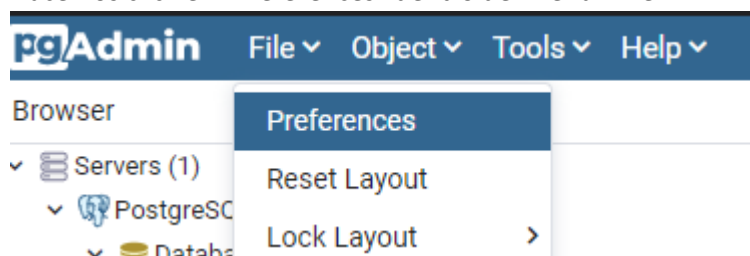 pgAdmin File Object Tools Help
Browser
Preferences
Servers (1)
Reset Layout
Lock Layout